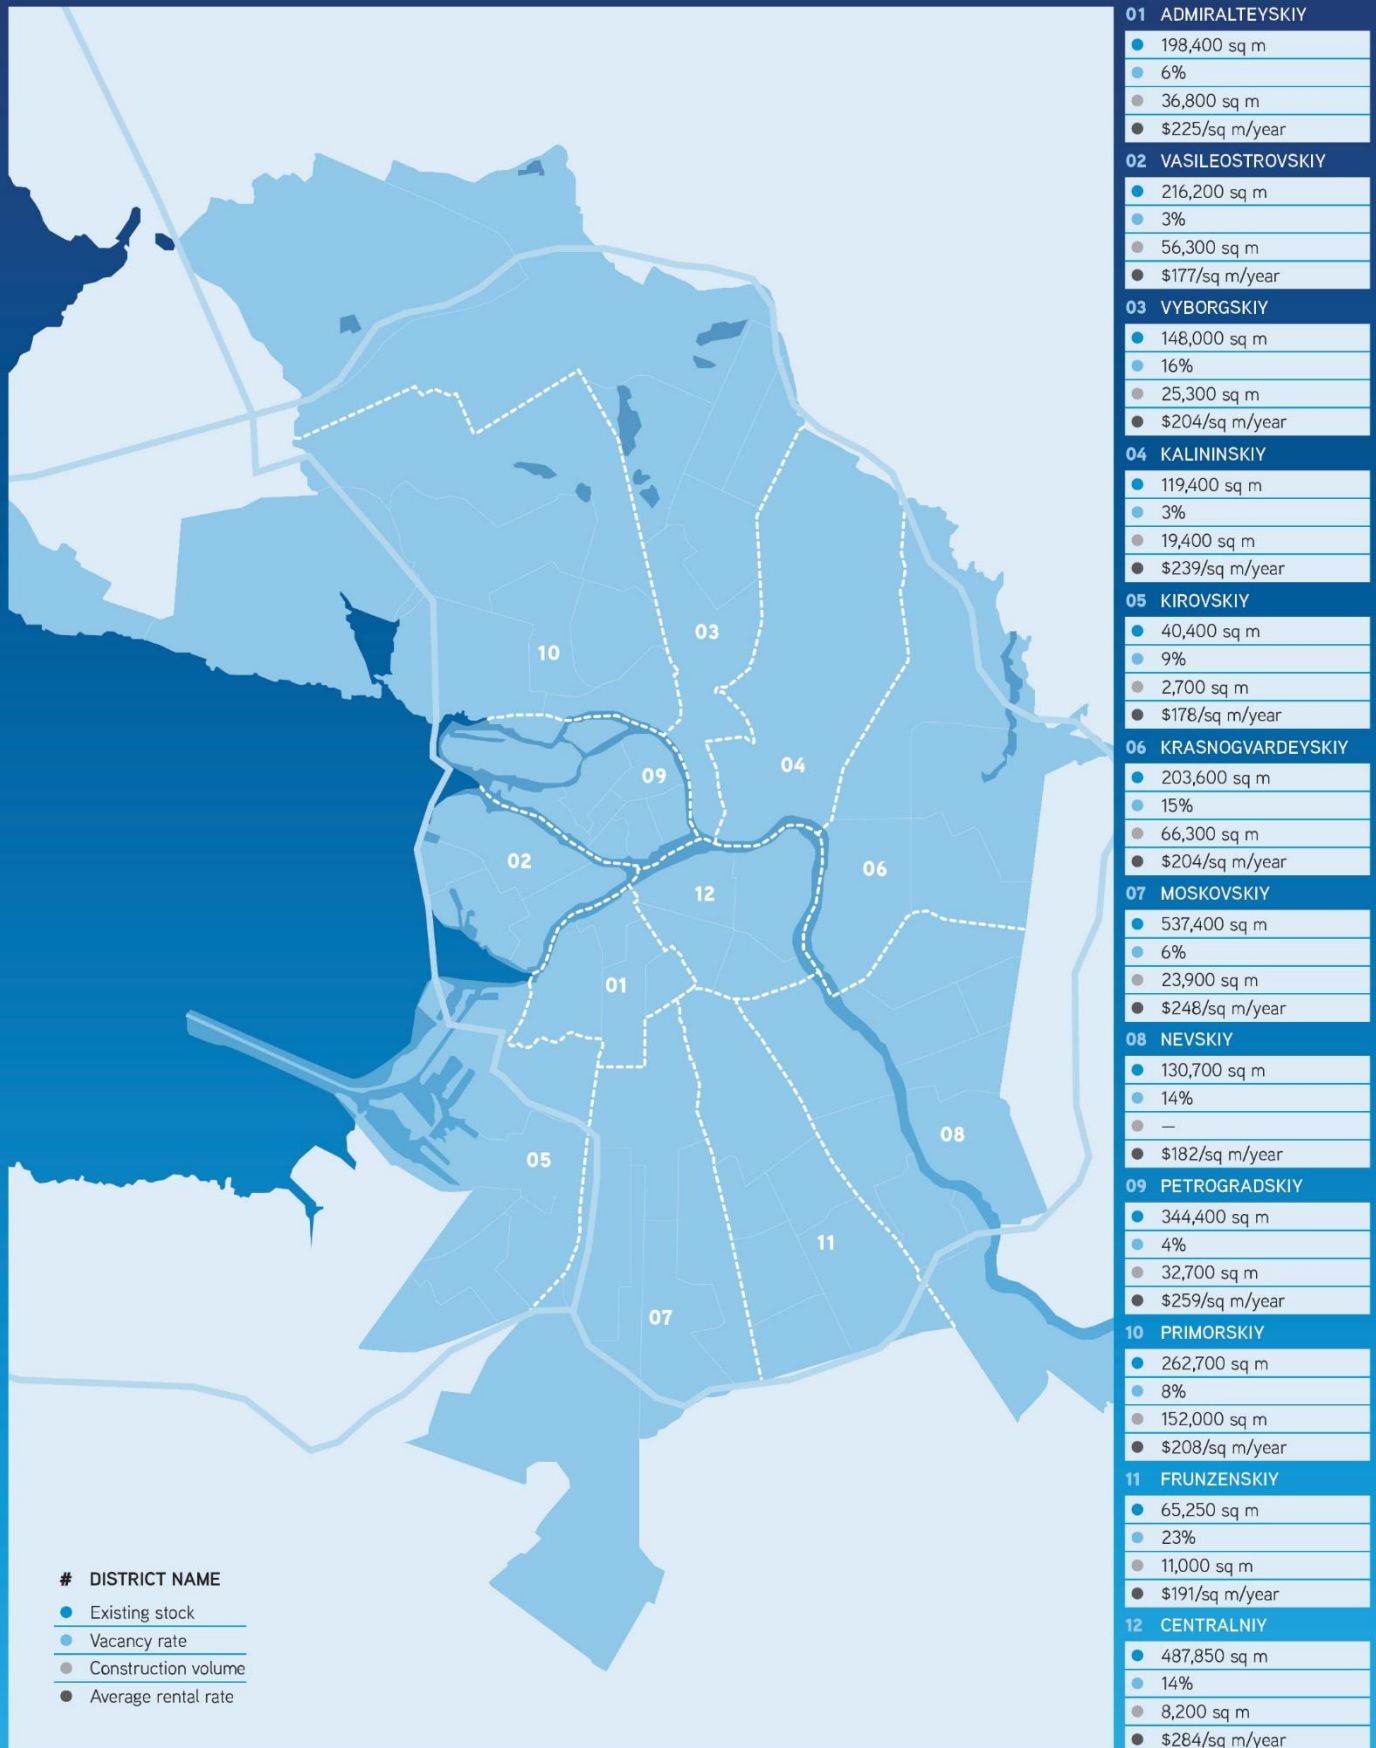 01 ADMIRALTEYSKIY
198,400 sq m
6%
36,800 sq m
$225/sq m/year
02 VASILEOSTROVSKIY
216,200 sq m
3%
56,300 sq m
$177/sq m/year
03 VYBORGSKIY
148,000 sq m
16%
25,300 sq m
$204/sq m/year
04 KALININSKIY
119,400 sq m
3%
19,400 sq m
$239/sq m/year
05 KIROVSKIY
40,400 sq m
9%
2,700 sq m
$178/sq m/year
06 KRASNOGVARDEYSKIY
203,600 sq m
15%
66,300 sq m
$204/sq m/year
07 MOSKOVSKIY
537,400 sq m
6%
23,900 sq m
$248/sq m/year
08 NEVSKIY
130,700 sq m
14%
—
$182/sq m/year
09 PETROGRADSKIY
344,400 sq m
4%
32,700 sq m
$259/sq m/year
10 PRIMORSKIY
262,700 sq m
8%
152,000 sq m
$208/sq m/year
11 FRUNZENSKIY
65,250 sq m
23%
11,000 sq m
$191/sq m/year
12 CENTRALNIY
487,850 sq m
14%
8,200 sq m
$284/sq m/year
03
10
04
09
02
06
12
01
08
05
11
07
# DISTRICT NAME
Existing stock
Vacancy rate
Construction volume
Average rental rate